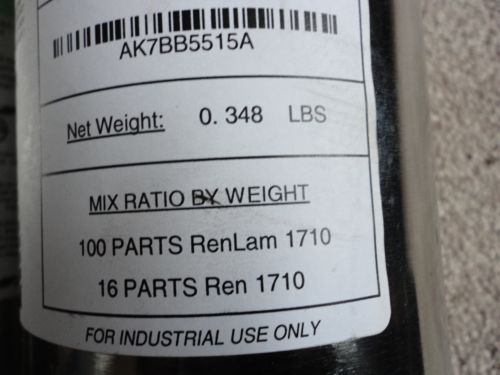 AK7BB5515A
Net Weight: 0. 348 LBS
MIX RATIO BY WEIGHT
100 PARTS RenLam 1710
16 PARTS Ren 1710
FOR INDUSTRIAL USE ONLY